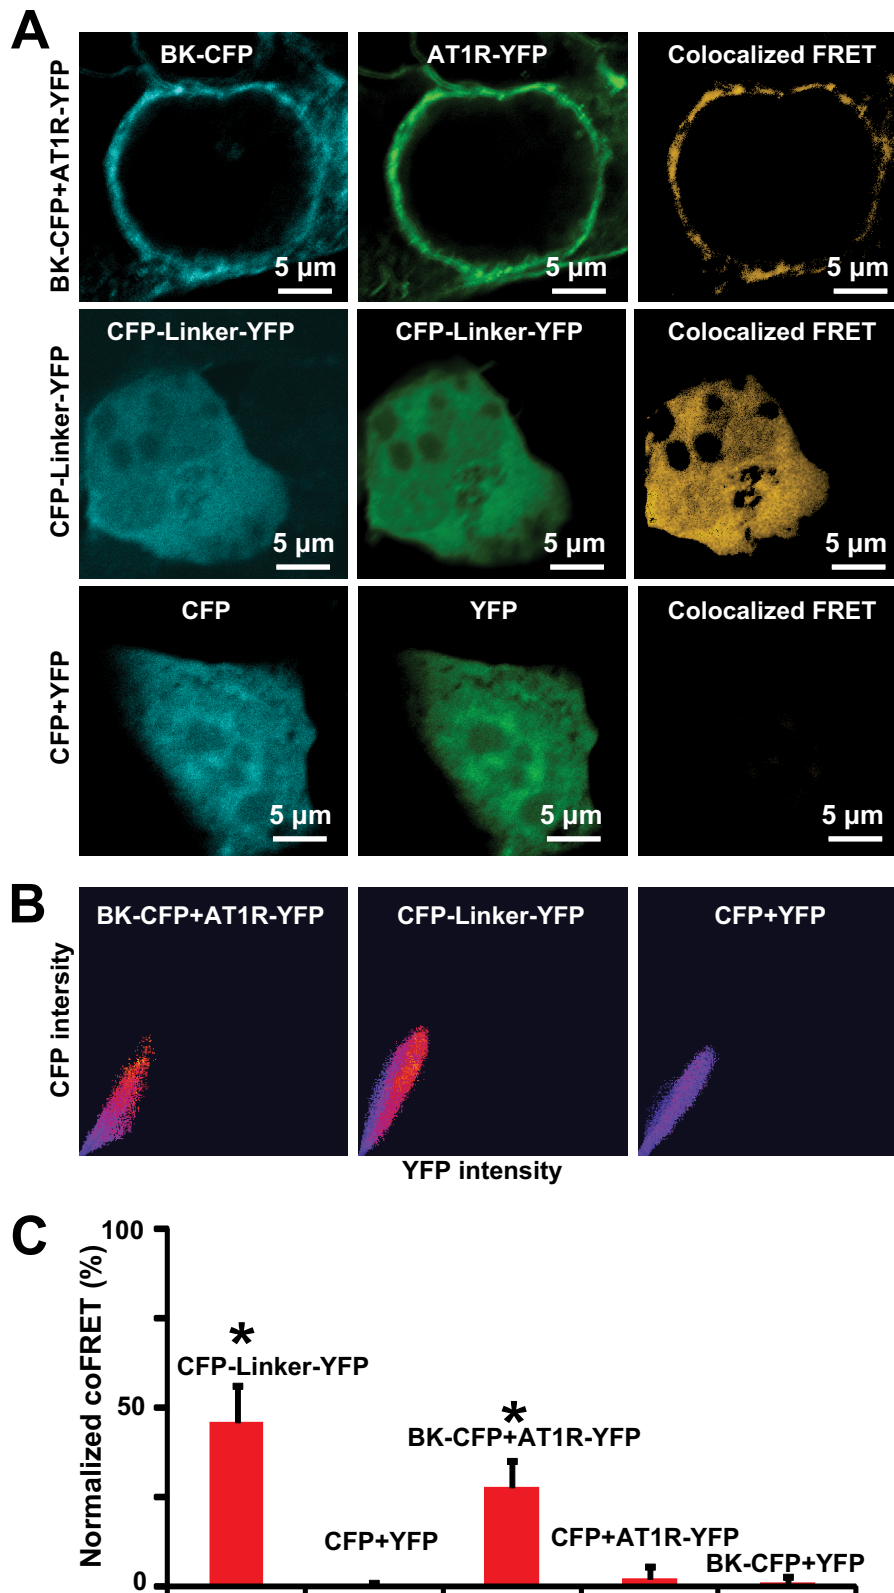 A
BK-CFP+AT1R-YFP
BK-CFP
AT1R-YFP
Colocalized FRET
5 µm
5 µm
5 µm
CFP-Linker-YFP
CFP-Linker-YFP
CFP-Linker-YFP
Colocalized FRET
5 µm
5 µm
5 µm
CFP+YFP
CFP
YFP
Colocalized FRET
5 µm
5 µm
5 µm
B
CFP intersity
BK-CFP+AT1R-YFP
CFP-Linker-YFP
CFP+YFP
YFP intensity
C
Normalized coFRET (%)
100
50
0
*
CFP-Linker-YFP
CFP+YFP
*
BK-CFP+AT1R-YFP
CFP+AT1R-YFP
BK-CFP+YFP